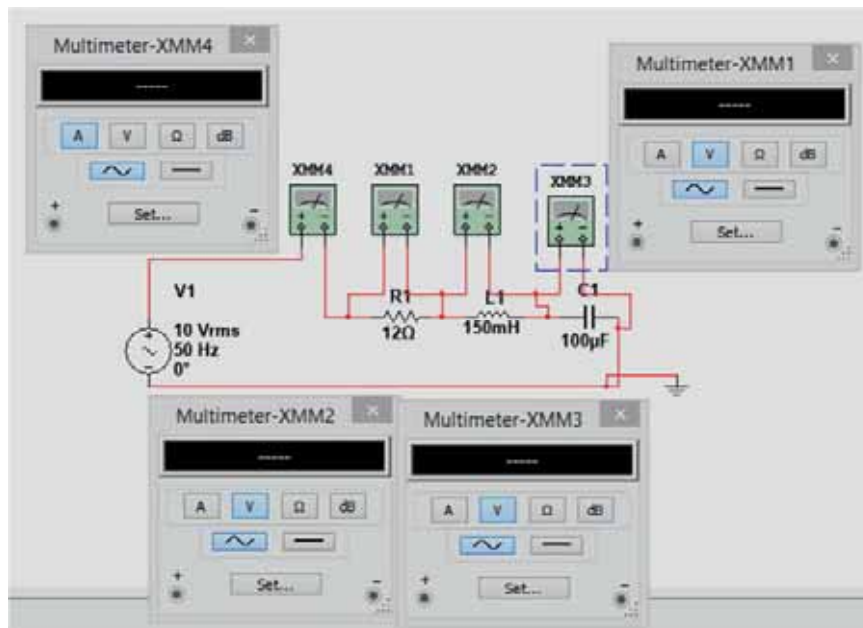 Multimeter-XMM4
-----
A V Ω dB
+ -
Set...
Multimeter-XMM1
-----
A V Ω dB
+ -
Set...
XMM4 XMM1 XMM2 XMM3
+ - + - + - + -
V1
10 Vrms
50 Hz
0°
+
R1
12Ω
L1
150mH
C1
100µF
Multimeter-XMM2
-----
A V Ω dB
+ -
Set...
Multimeter-XMM3
-----
A V Ω dB
+ -
Set...